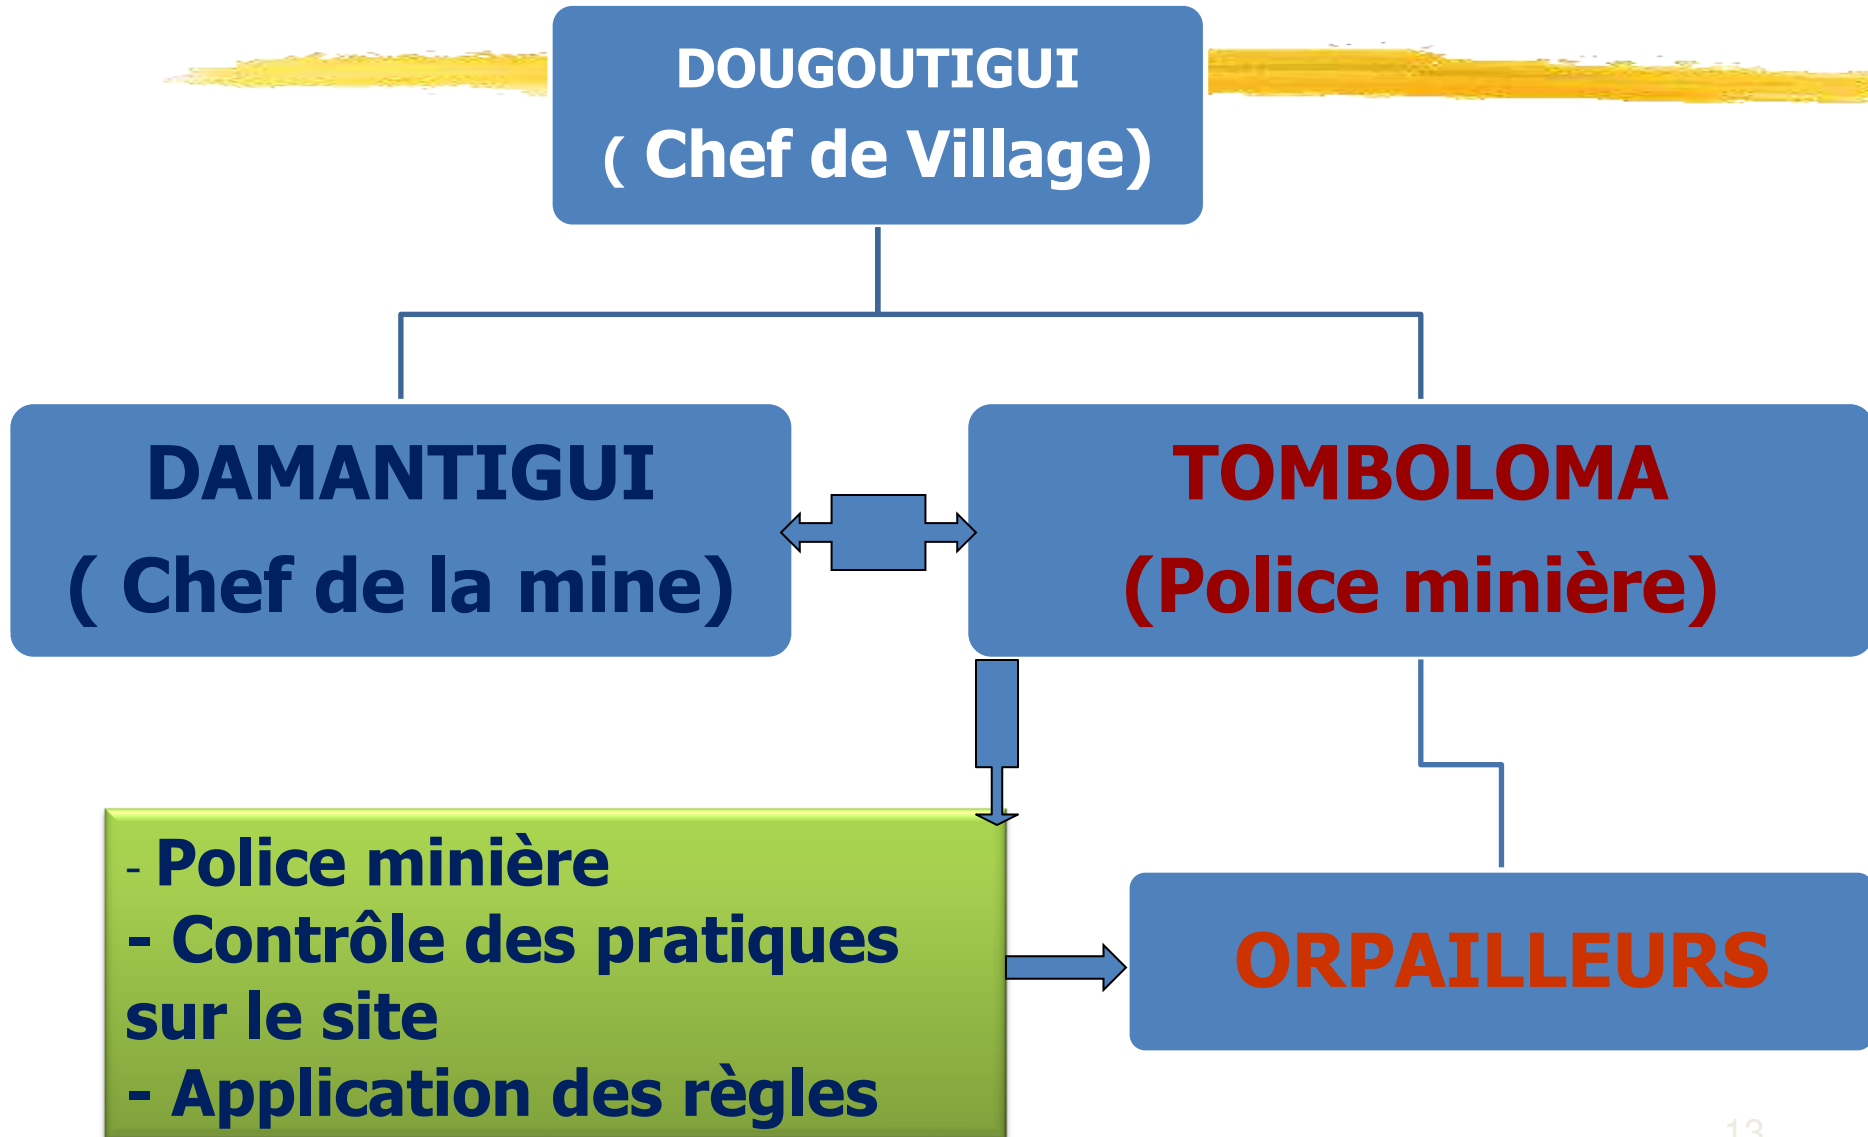 DOUGOUTIGUI
( Chef de Village)
DAMANTIGUI
( Chef de la mine)
TOMBOLOMA
(Police minière)
- Police minière
- Contrôle des pratiques
sur le site
- Application des règles
ORPAILLEURS
13